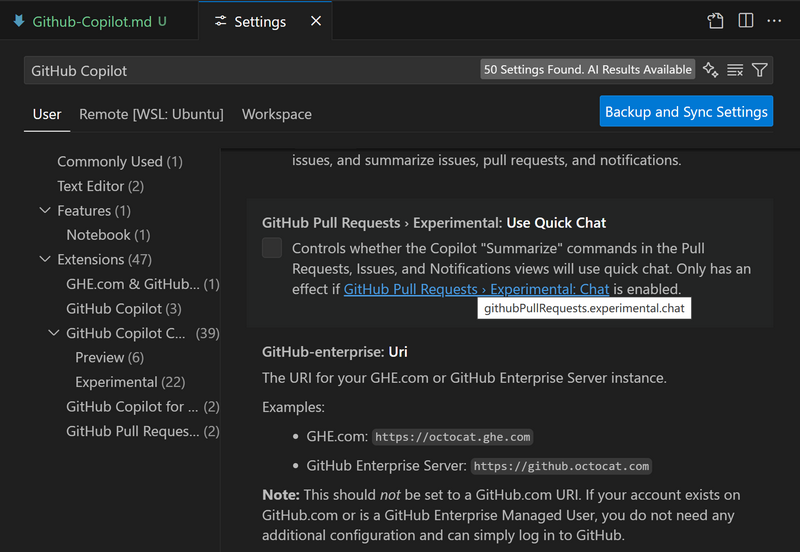 Github-Copilot.md U
Settings
GitHub Copilot
50 Settings Found. AI Results Available
User
Remote [WSL: Ubuntu]
Workspace
Backup and Sync Settings
Commonly Used (1)
Text Editor (2)
Features (1)
Notebook (1)
Extensions (47)
GHE.com & GitHub... (1)
GitHub Copilot (3)
GitHub Copilot C... (39)
Preview (6)
Experimental (22)
GitHub Copilot for ... (2)
GitHub Pull Reques... (2)
issues, and summarize issues, pull requests, and notifications.
GitHub Pull Requests › Experimental: Use Quick Chat
Controls whether the Copilot "Summarize" commands in the Pull
Requests, Issues, and Notifications views will use quick chat. Only has an
effect if GitHub Pull Requests › Experimental: Chat is enabled.
githubPullRequests.experimental.chat
GitHub-enterprise: Uri
The URI for your GHE.com or GitHub Enterprise Server instance.
Examples:
• GHE.com: https://octocat.ghe.com
• GitHub Enterprise Server: https://github.octocat.com
Note: This should not be set to a GitHub.com URI. If your account exists on
GitHub.com or is a GitHub Enterprise Managed User, you do not need any
additional configuration and can simply log in to GitHub.